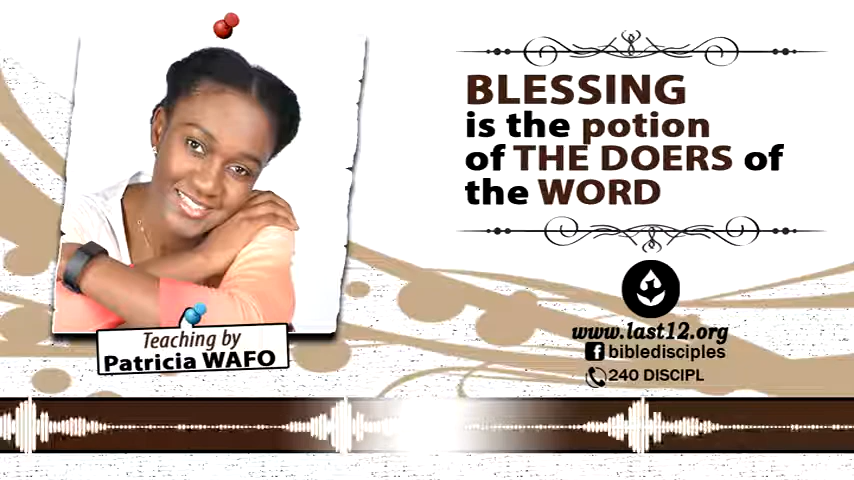 BLESSING
is the potion
of THE DOERS of
the WORD
www.last12.org
f bibledisciples
240 DISCIPL
Teaching by
Patricia WAFO